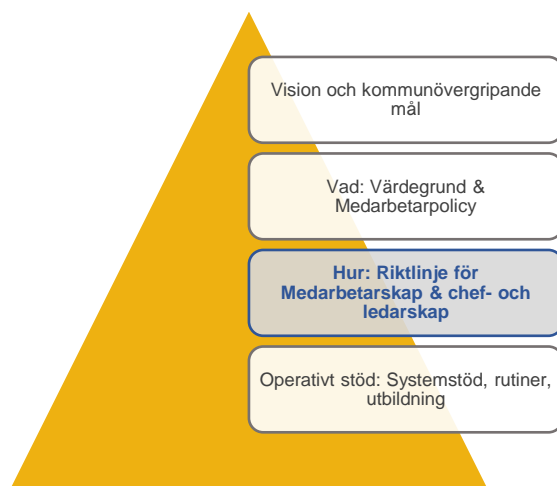 Vision och kommunövergripande
mål
Vad: Värdegrund &
Medarbetarpolicy
Hur: Riktlinje för
Medarbetarskap & chef- och
ledarskap
Operativt stöd: Systemstöd, rutiner,
utbildning